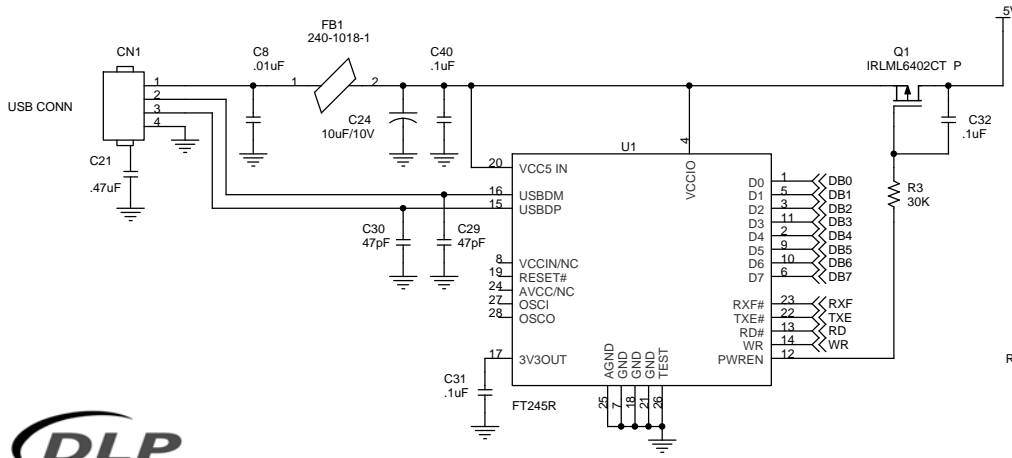 5V
FB1
240-1018-1
CN1
C8
.01uF
C40
.1uF
Q1
IRLML6402CT P
1
2
3
4
1
2
USB CONN
C24
10uF/10V
C32
.1uF
C21
.47uF
4
U1
20
VCC5 IN
VCCIO
16
USBDM
15
USBDP
D0
1
DB0
D1
5
DB1
D2
3
DB2
D3
11
DB3
D4
2
DB4
D5
9
DB5
D6
10
DB6
D7
6
DB7
R3
30K
C30
47pF
C29
47pF
8
VCCIN/NC
19
RESET#
24
AVCC/NC
27
OSCI
28
OSCO
RXF#
23
RXF
TXE#
22
TXE
RD#
13
RD
WR
14
WR
PWREN
12
17
3V3OUT
AGND
GND
GND
GND
TEST
25
7
18
21
26
C31
.1uF
FT245R
R
DLP